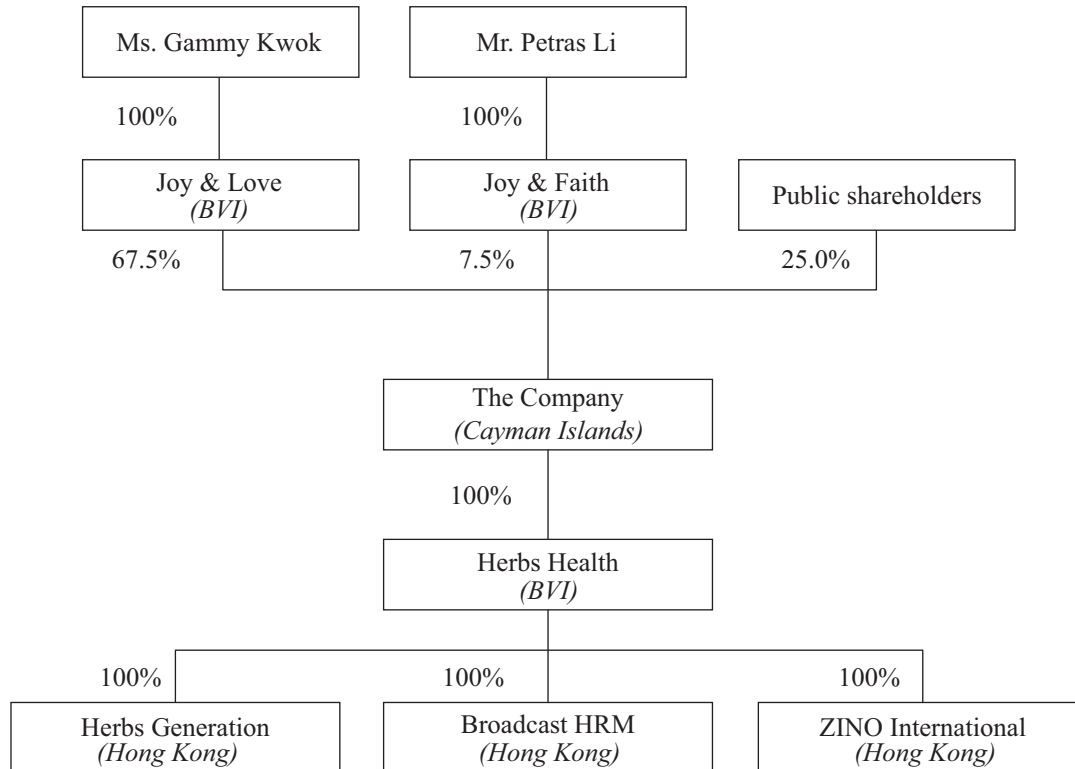 Ms. Gammy Kwok
Mr. Petras Li
100%
100%
Joy & Love
(BVI)
Joy & Faith
(BVI)
Public shareholders
67.5%
7.5%
25.0%
The Company
(Cayman Islands)
100%
Herbs Health
(BVI)
100%
100%
100%
Herbs Generation
(Hong Kong)
Broadcast HRM
(Hong Kong)
ZINO International
(Hong Kong)